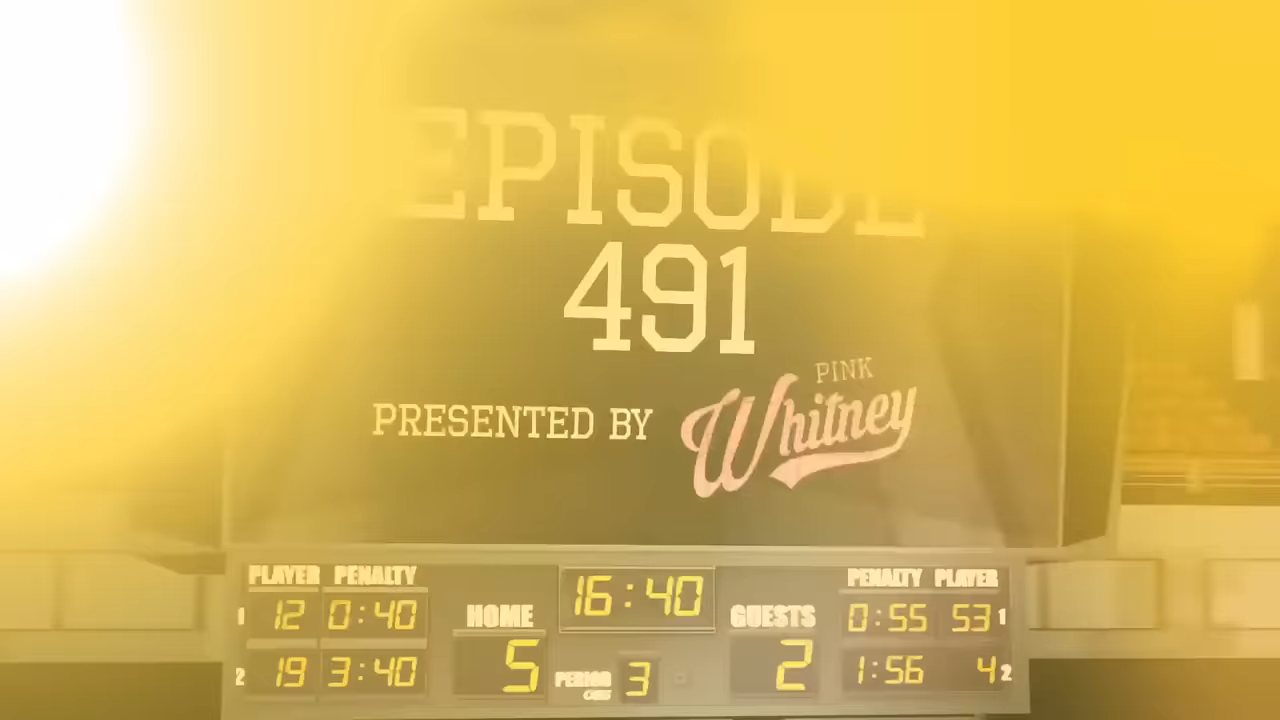 EPISODE
491
PRESENTED BY PINK Whitney
PLAYER PENALTY 16:40 PENALTY PLAYER
1 12 0:40 HOME GUESTS 0:55 53 1
2 19 3:40 5 PERIOD 3 2 1:56 4 2